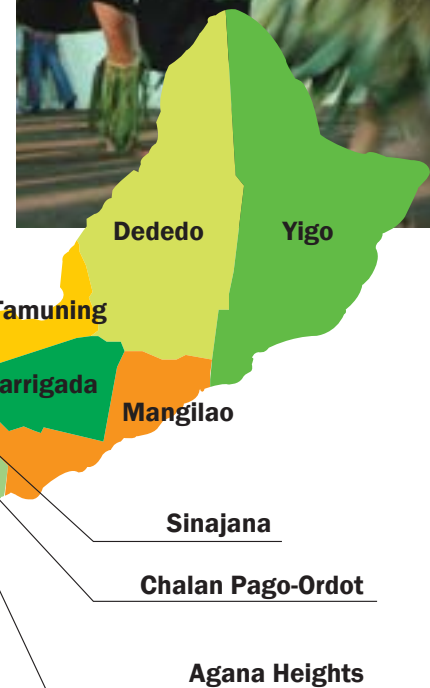 Dededo
Yigo
Tamuning
arrigada
Mangilao
Sinajana
Chalan Pago-Ordot
Agana Heights